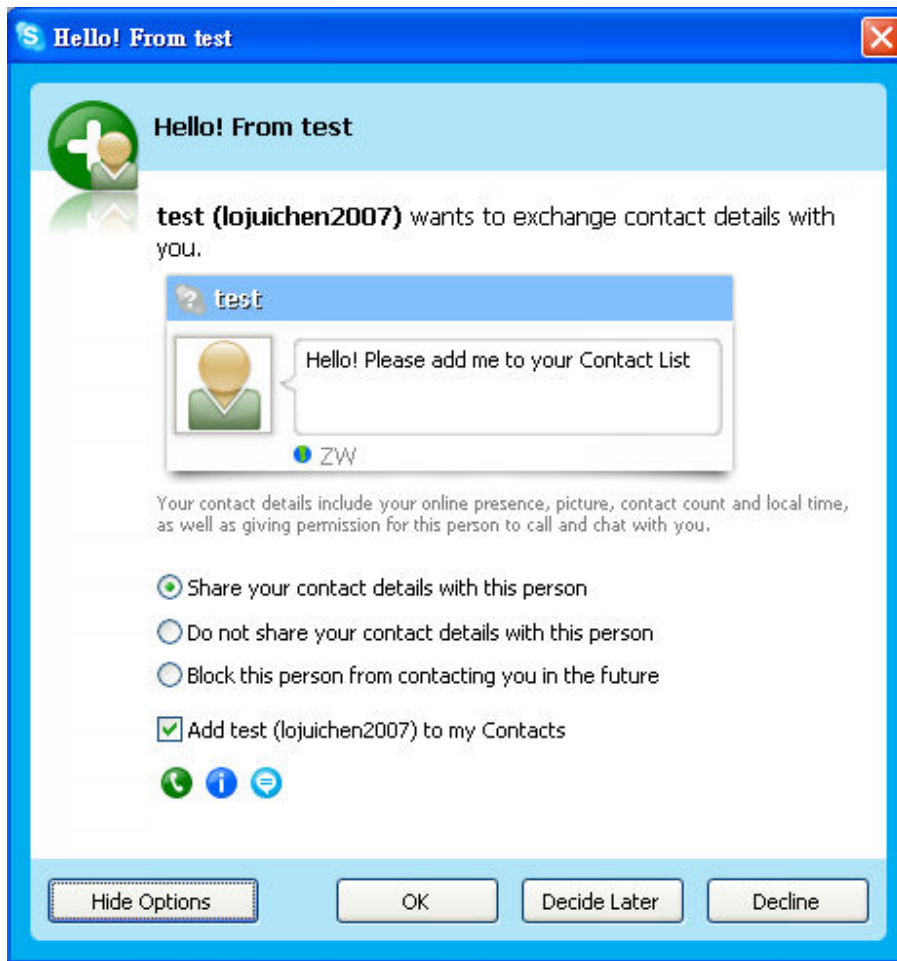 Hello! From test
Hello! From test
test (lojuichen2007) wants to exchange contact details with
you.
test
Hello! Please add me to your Contact List
ZW
Your contact details include your online presence, picture, contact count and local time,
as well as giving permission for this person to call and chat with you.
Share your contact details with this person
Do not share your contact details with this person
Block this person from contacting you in the future
Add test (lojuichen2007) to my Contacts
Hide Options OK Decide Later Decline